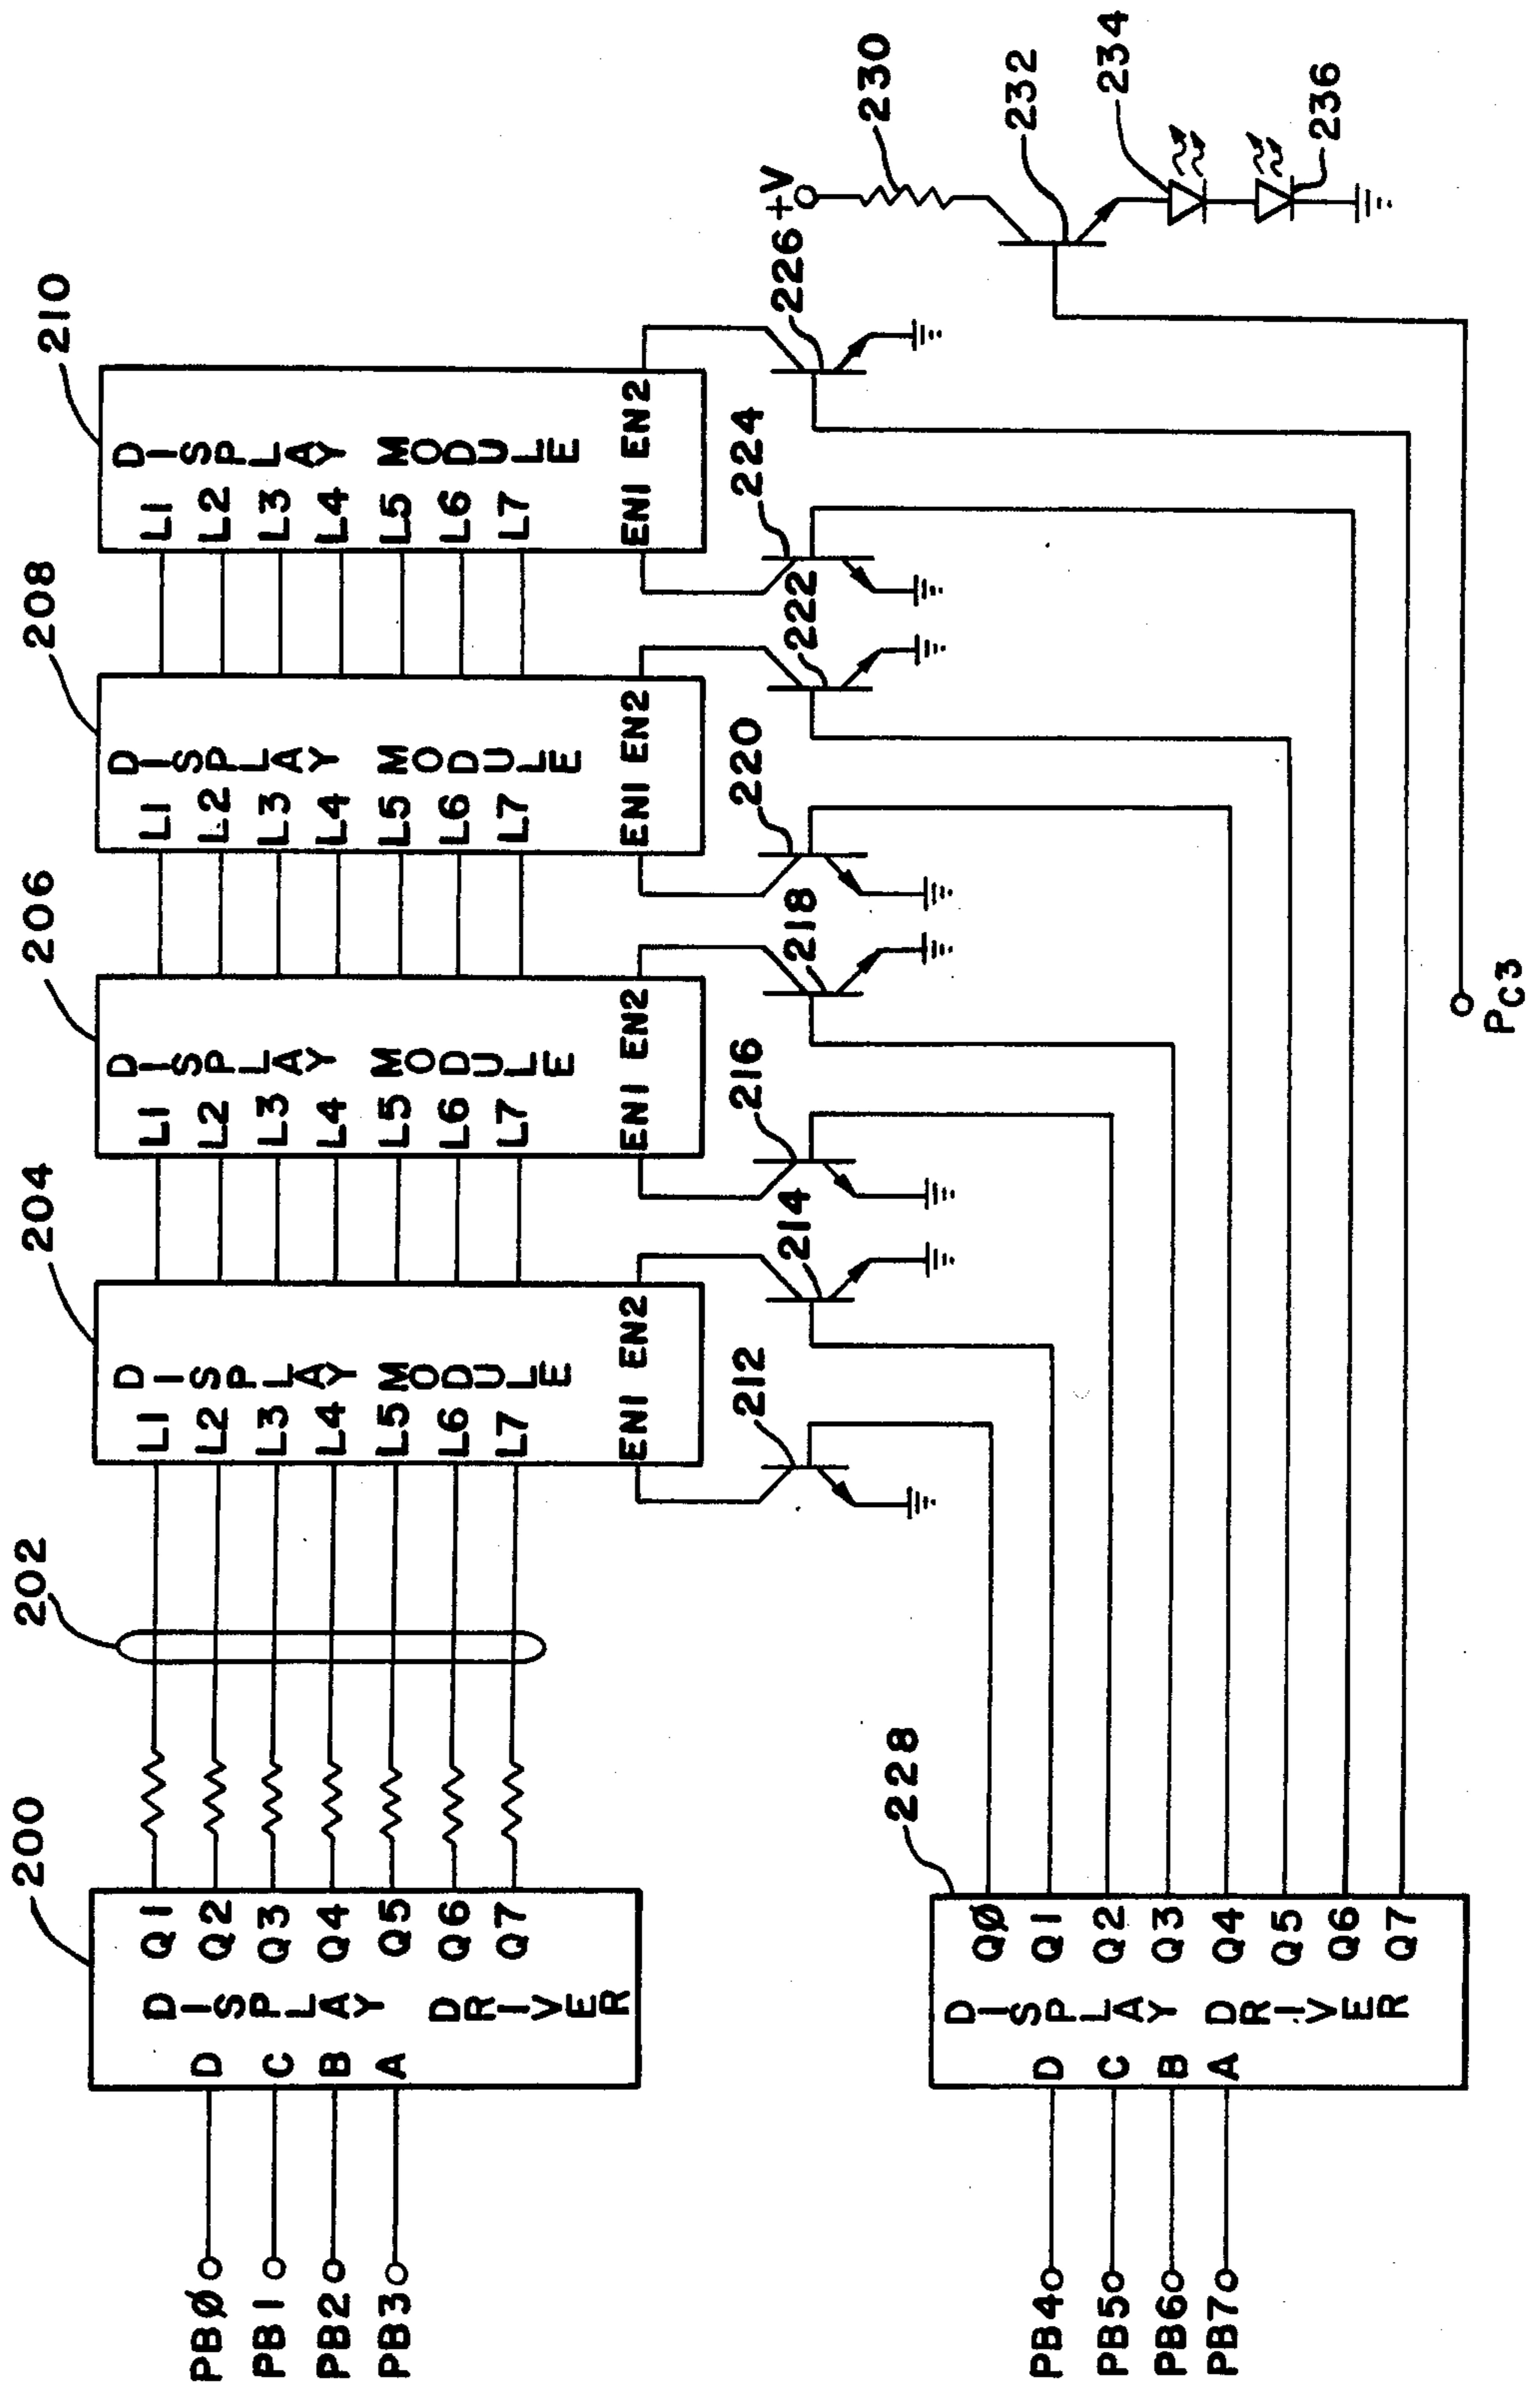 200
202
204
206
208
210
DISPLAY DRIVER
D
C
B
A
Q1
Q2
Q3
Q4
Q5
Q6
Q7
PBØ
PB1
PB2
PB3
DISPLAY MODULE
L1
L2
L3
L4
L5
L6
L7
EN1 EN2
DISPLAY MODULE
L1
L2
L3
L4
L5
L6
L7
EN1 EN2
DISPLAY MODULE
L1
L2
L3
L4
L5
L6
L7
EN1 EN2
DISPLAY MODULE
L1
L2
L3
L4
L5
L6
L7
EN1 EN2
212
214
216
218
220
222
224
226
+V
230
232
234
236
228
DISPLAY DRIVER
D
C
B
A
QØ
Q1
Q2
Q3
Q4
Q5
Q6
Q7
PB4
PB5
PB6
PB7
PC3